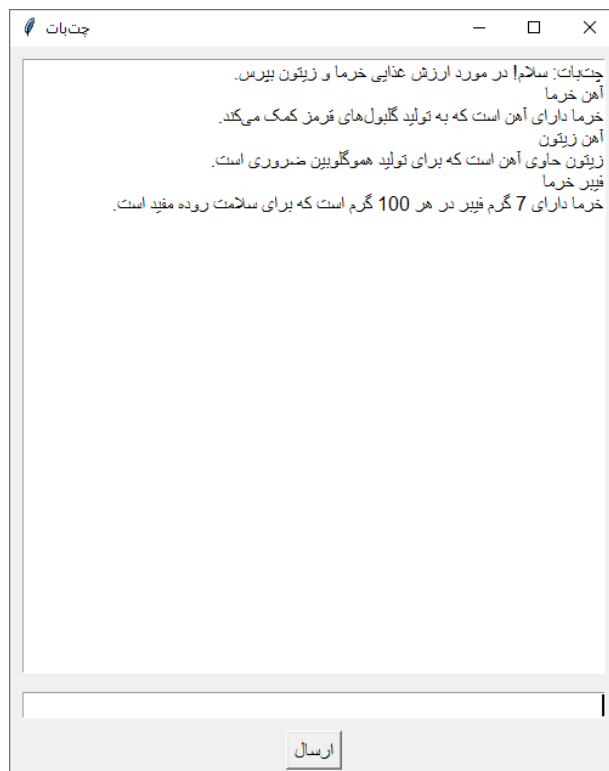 چت‌بات
چت‌بات: سلام! در مورد ارزش غذایی خرما و زیتون بپرس.
آهن خرما
خرما دارای آهن است که به تولید گلبول‌های قرمز کمک می‌کند.
آهن زیتون
زیتون حاوی آهن است که برای تولید هموگلوبین ضروری است.
فیبر خرما
خرما دارای 7 گرم فیبر در هر 100 گرم است که برای سلامت روده مفید است.
ارسال